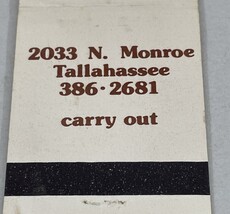 2033 N. Monroe
Tallahassee
386·2681
carry out